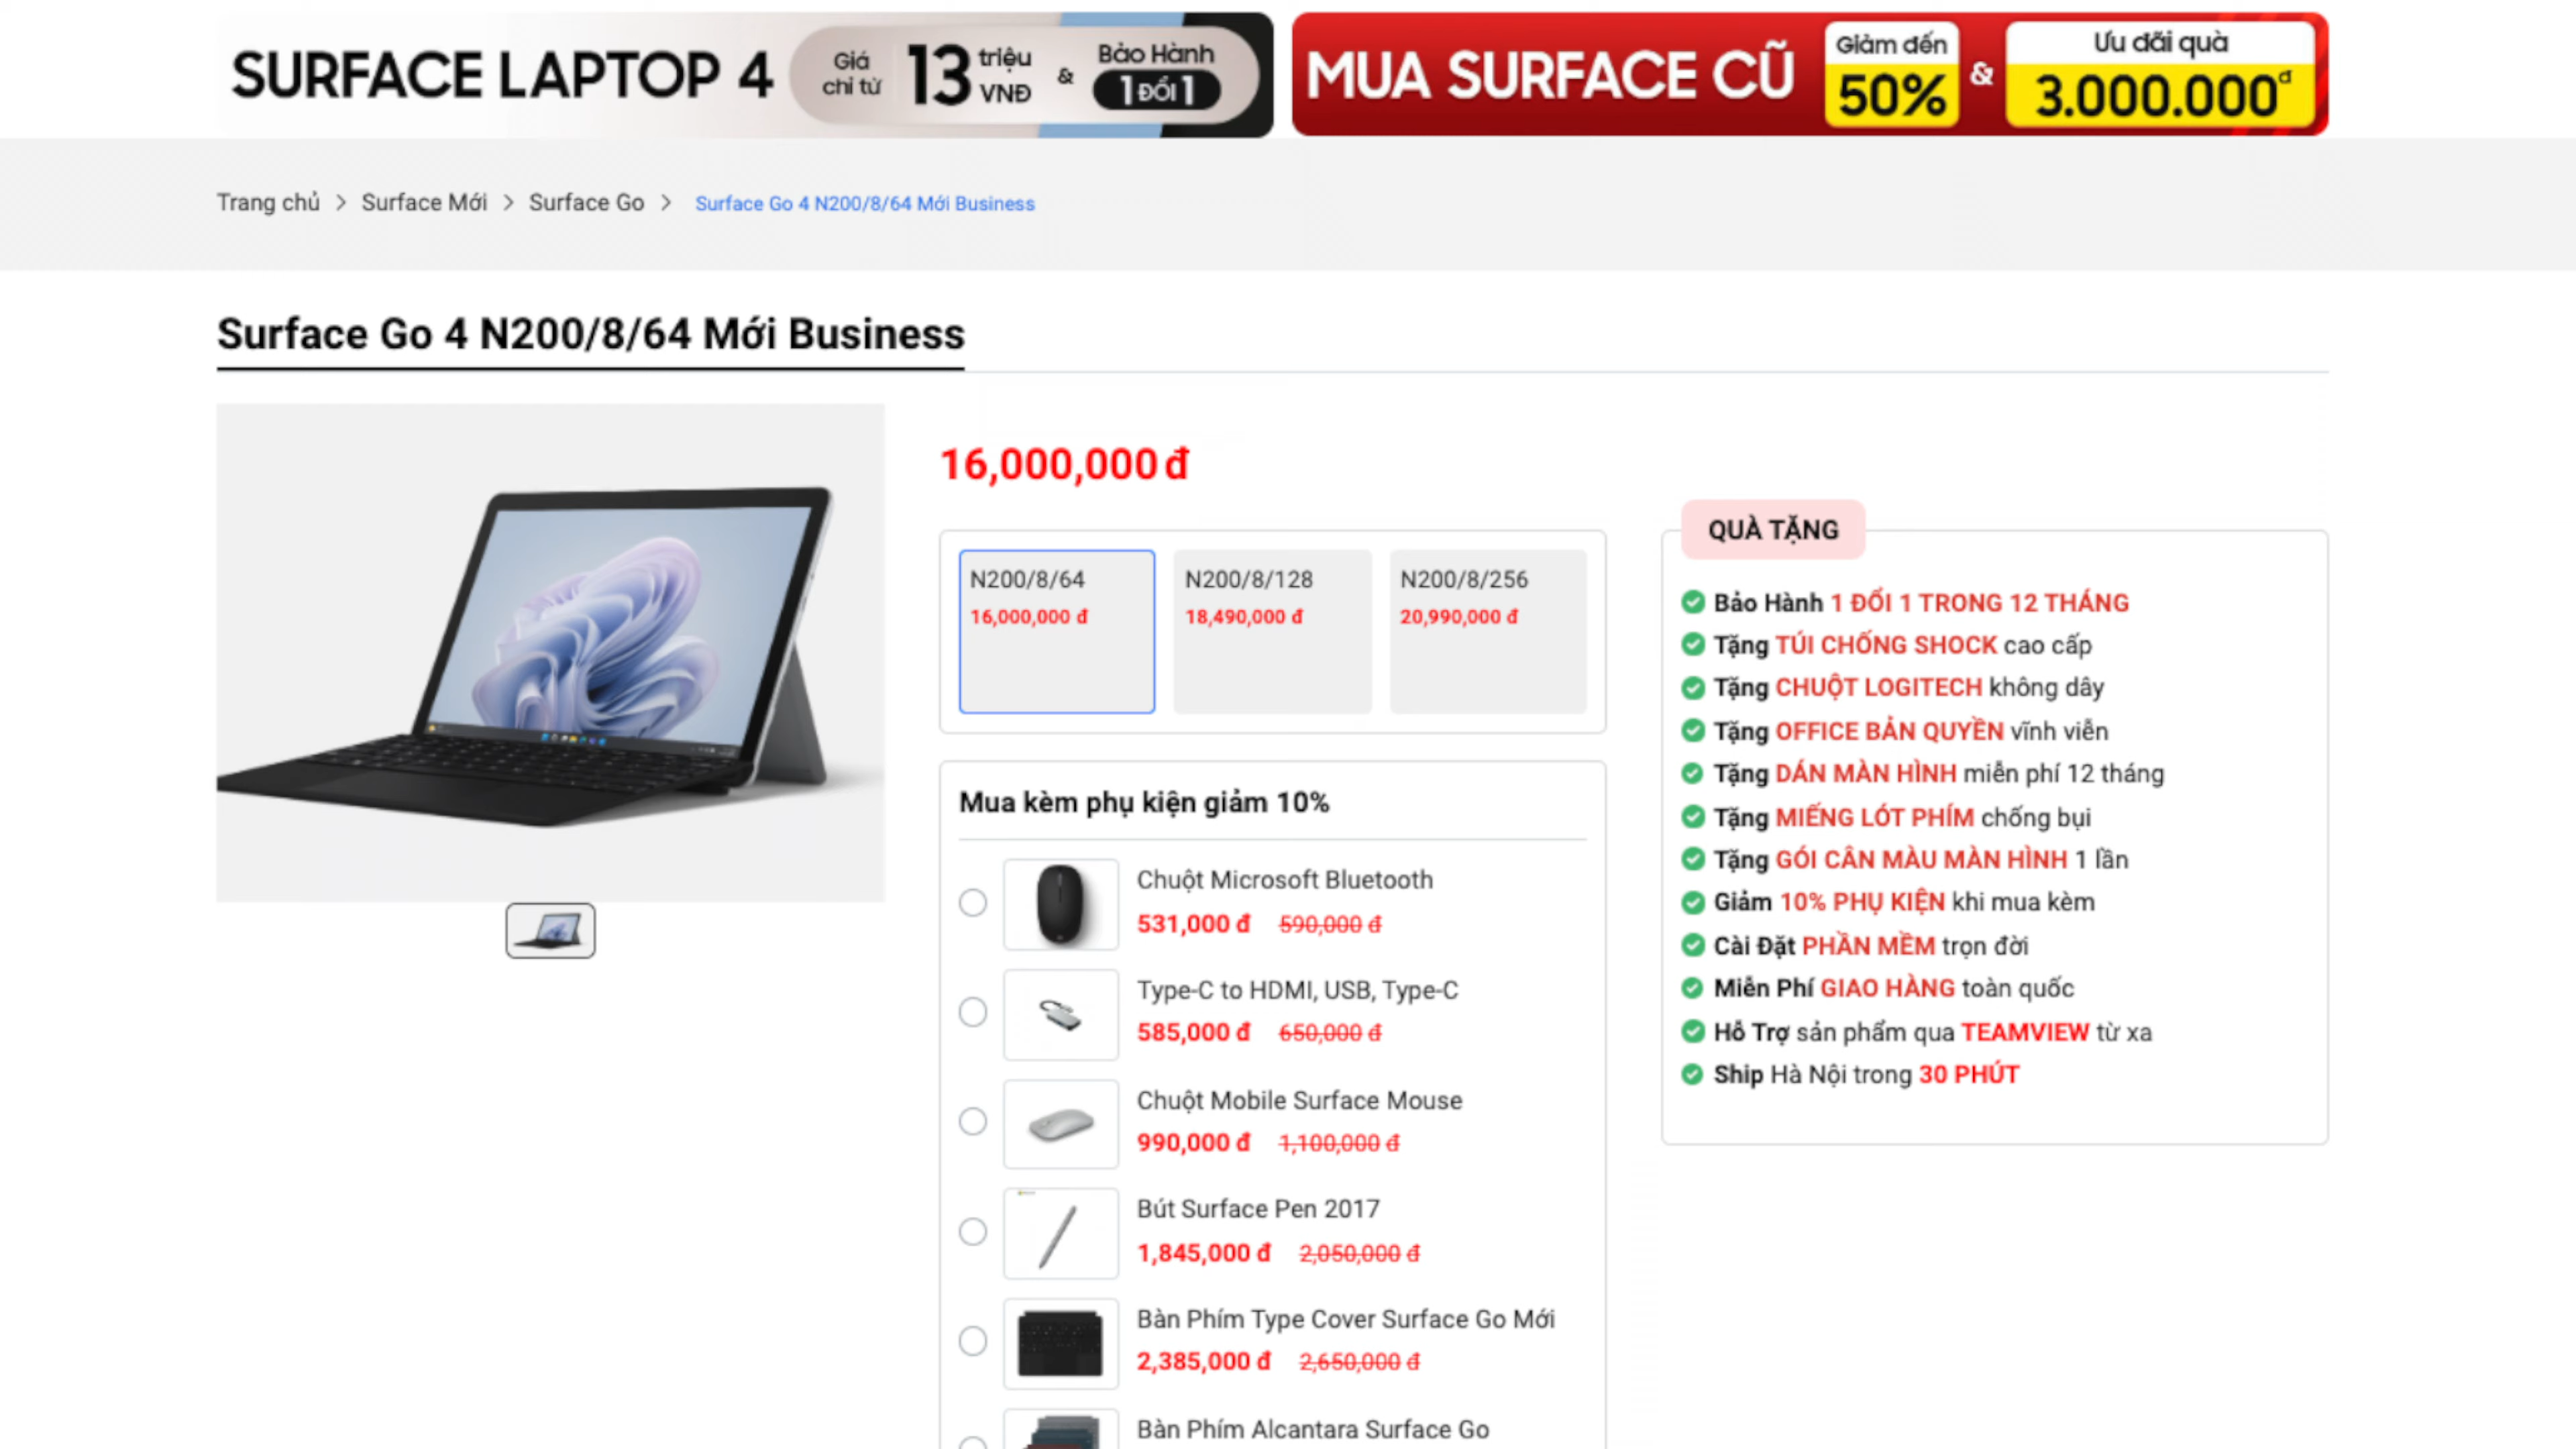 SURFACE LAPTOP 4
Giá
chỉ từ
13
triệu
VNĐ
&
Bảo Hành
1 ĐỔI 1
MUA SURFACE CŨ
Giảm đến
50%
&
Ưu đãi quà
3.000.000đ
Trang chủ > Surface Mới > Surface Go > Surface Go 4 N200/8/64 Mới Business
Surface Go 4 N200/8/64 Mới Business
16,000,000 đ
N200/8/64
16,000,000 đ
N200/8/128
18,490,000 đ
N200/8/256
20,990,000 đ
Mua kèm phụ kiện giảm 10%
Chuột Microsoft Bluetooth
531,000 đ 590,000 đ
Type-C to HDMI, USB, Type-C
585,000 đ 650,000 đ
Chuột Mobile Surface Mouse
990,000 đ 1,100,000 đ
Bút Surface Pen 2017
1,845,000 đ 2,050,000 đ
Bàn Phím Type Cover Surface Go Mới
2,385,000 đ 2,650,000 đ
Bàn Phím Alcantara Surface Go
QUÀ TẶNG
Bảo Hành 1 ĐỔI 1 TRONG 12 THÁNG
Tặng TÚI CHỐNG SHOCK cao cấp
Tặng CHUỘT LOGITECH không dây
Tặng OFFICE BẢN QUYỀN vĩnh viễn
Tặng DÁN MÀN HÌNH miễn phí 12 tháng
Tặng MIẾNG LÓT PHÍM chống bụi
Tặng GÓI CÂN MÀU MÀN HÌNH 1 lần
Giảm 10% PHỤ KIỆN khi mua kèm
Cài Đặt PHẦN MỀM trọn đời
Miễn Phí GIAO HÀNG toàn quốc
Hỗ Trợ sản phẩm qua TEAMVIEW từ xa
Ship Hà Nội trong 30 PHÚT